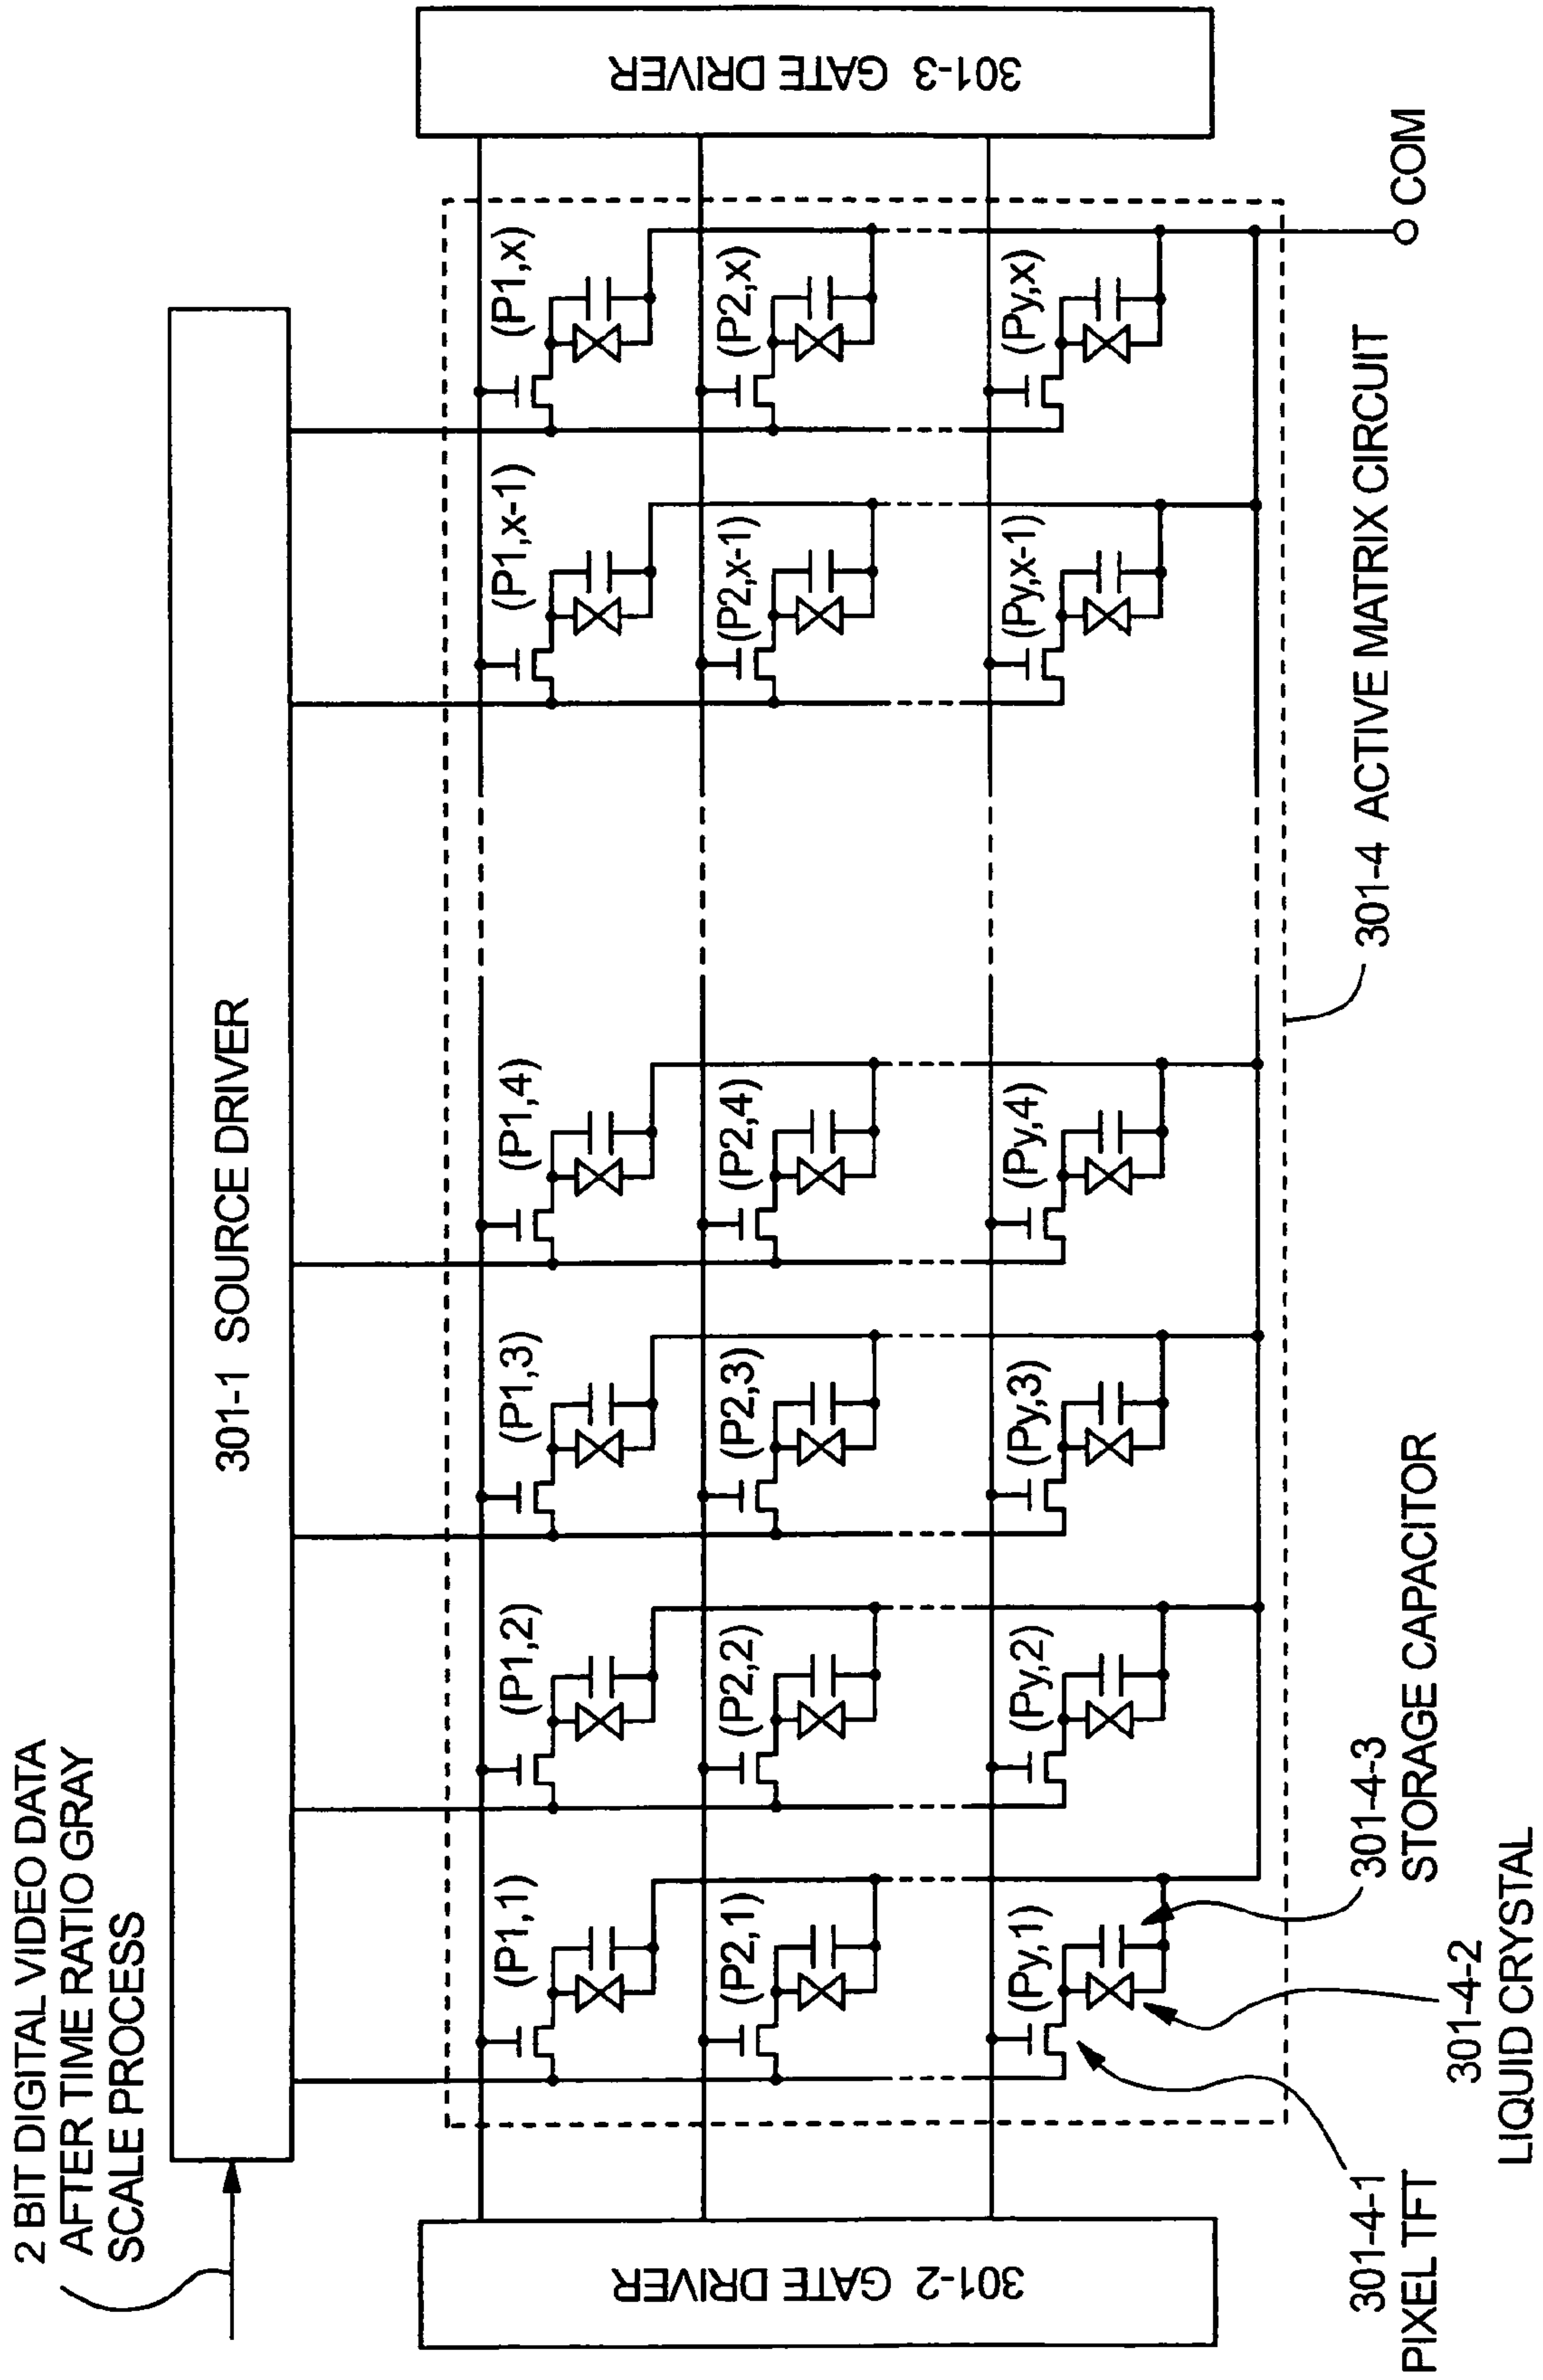 2 BIT DIGITAL VIDEO DATA
AFTER TIME RATIO GRAY
SCALE PROCESS
301-1 SOURCE DRIVER
301-2 GATE DRIVER
301-3 GATE DRIVER
(P1,1)
(P1,2)
(P1,3)
(P1,4)
(P1,x-1)
(P1,x)
(P2,1)
(P2,2)
(P2,3)
(P2,4)
(P2,x-1)
(P2,x)
(Py,1)
(Py,2)
(Py,3)
(Py,4)
(Py,x-1)
(Py,x)
COM
301-4 ACTIVE MATRIX CIRCUIT
301-4-1
PIXEL TFT
301-4-2
LIQUID CRYSTAL
301-4-3
STORAGE CAPACITOR